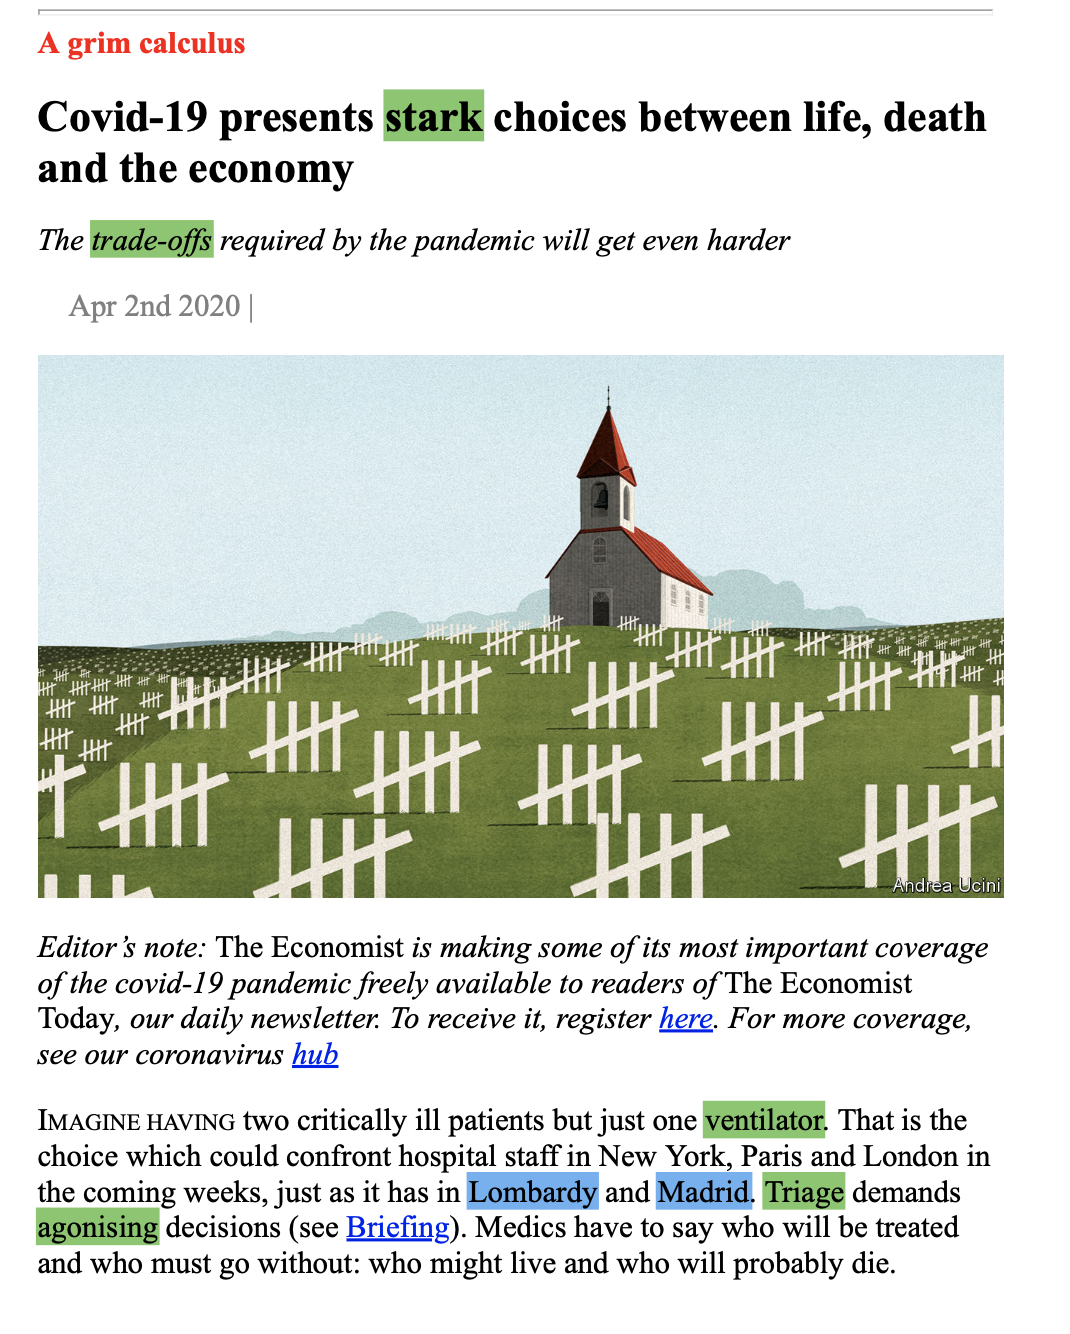 A grim calculus
Covid-19 presents stark choices between life, death
and the economy
The trade-offs required by the pandemic will get even harder
Apr 2nd 2020 |
Andrea Ucini
Editor’s note: The Economist is making some of its most important coverage
of the covid-19 pandemic freely available to readers of The Economist
Today, our daily newsletter. To receive it, register here. For more coverage,
see our coronavirus hub
IMAGINE HAVING two critically ill patients but just one ventilator. That is the
choice which could confront hospital staff in New York, Paris and London in
the coming weeks, just as it has in Lombardy and Madrid. Triage demands
agonising decisions (see Briefing). Medics have to say who will be treated
and who must go without: who might live and who will probably die.